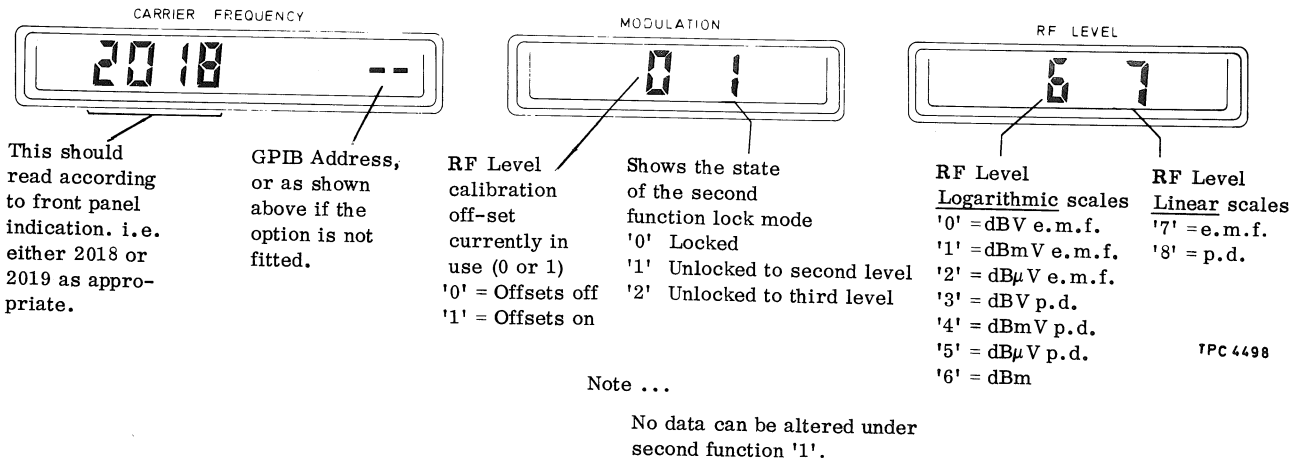 CARRIER FREQUENCY
2018 --
This should
read according
to front panel
indication. i.e.
either 2018 or
2019 as appro-
priate.
GPIB Address,
or as shown
above if the
option is not
fitted.
MODULATION
0 1
RF Level
calibration
off-set
currently in
use (0 or 1)
'0' = Offsets off
'1' = Offsets on
Shows the state
of the second
function lock mode
'0' Locked
'1' Unlocked to second level
'2' Unlocked to third level
RF LEVEL
6 7
RF Level
Logarithmic scales
'0' = dBV e.m.f.
'1' = dBmV e.m.f.
'2' = dBμV e.m.f.
'3' = dBV p.d.
'4' = dBmV p.d.
'5' = dBμV p.d.
'6' = dBm
RF Level
Linear scales
'7' = e.m.f.
'8' = p.d.
TPC 4498
Note ...
No data can be altered under
second function '1'.